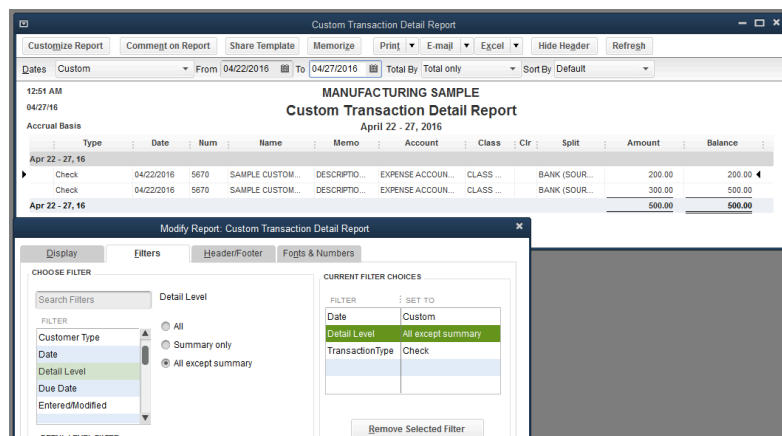 Custom Transaction Detail Report
Customize Report Comment on Report Share Template Memorize Print E-mail Excel Hide Header Refresh
Dates Custom From 04/22/2016 To 04/27/2016 Total By Total only Sort By Default
12:51 AM MANUFACTURING SAMPLE
04/27/16 Custom Transaction Detail Report
Accrual Basis April 22 - 27, 2016
Type Date Num Name Memo Account Class Clr Split Amount Balance
Apr 22 - 27, 16
Check 04/22/2016 5670 SAMPLE CUSTOM... DESCRIPTIO... EXPENSE ACCOUN... CLASS ... BANK (SOUR... 200.00 200.00
Check 04/22/2016 5670 SAMPLE CUSTOM... DESCRIPTIO... EXPENSE ACCOUN... CLASS ... BANK (SOUR... 300.00 500.00
Apr 22 - 27, 16 500.00 500.00
Modify Report: Custom Transaction Detail Report
Display Filters Header/Footer Fonts & Numbers
CHOOSE FILTER
Search Filters
FILTER
Customer Type
Date
Detail Level
Due Date
Entered/Modified
Detail Level
All
Summary only
All except summary
CURRENT FILTER CHOICES
FILTER SET TO
Date Custom
Detail Level All except summary
TransactionType Check
Remove Selected Filter